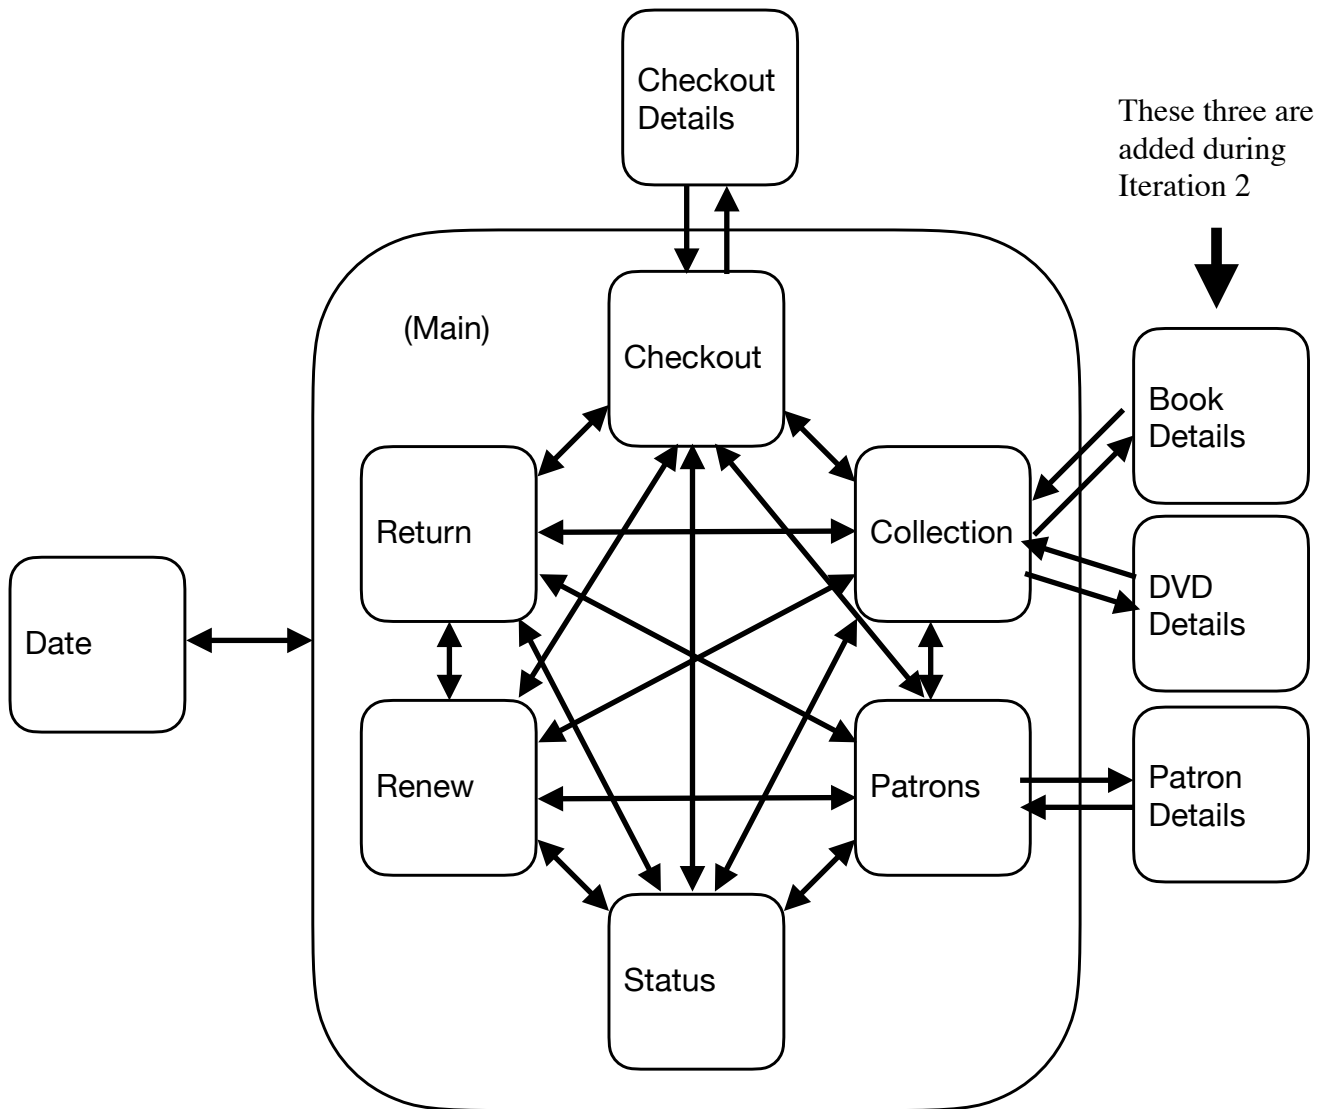 Checkout
Details
These three are
added during
Iteration 2
(Main)
Checkout
Book
Details
Return
Collection
DVD
Details
Date
Renew
Patrons
Patron
Details
Status